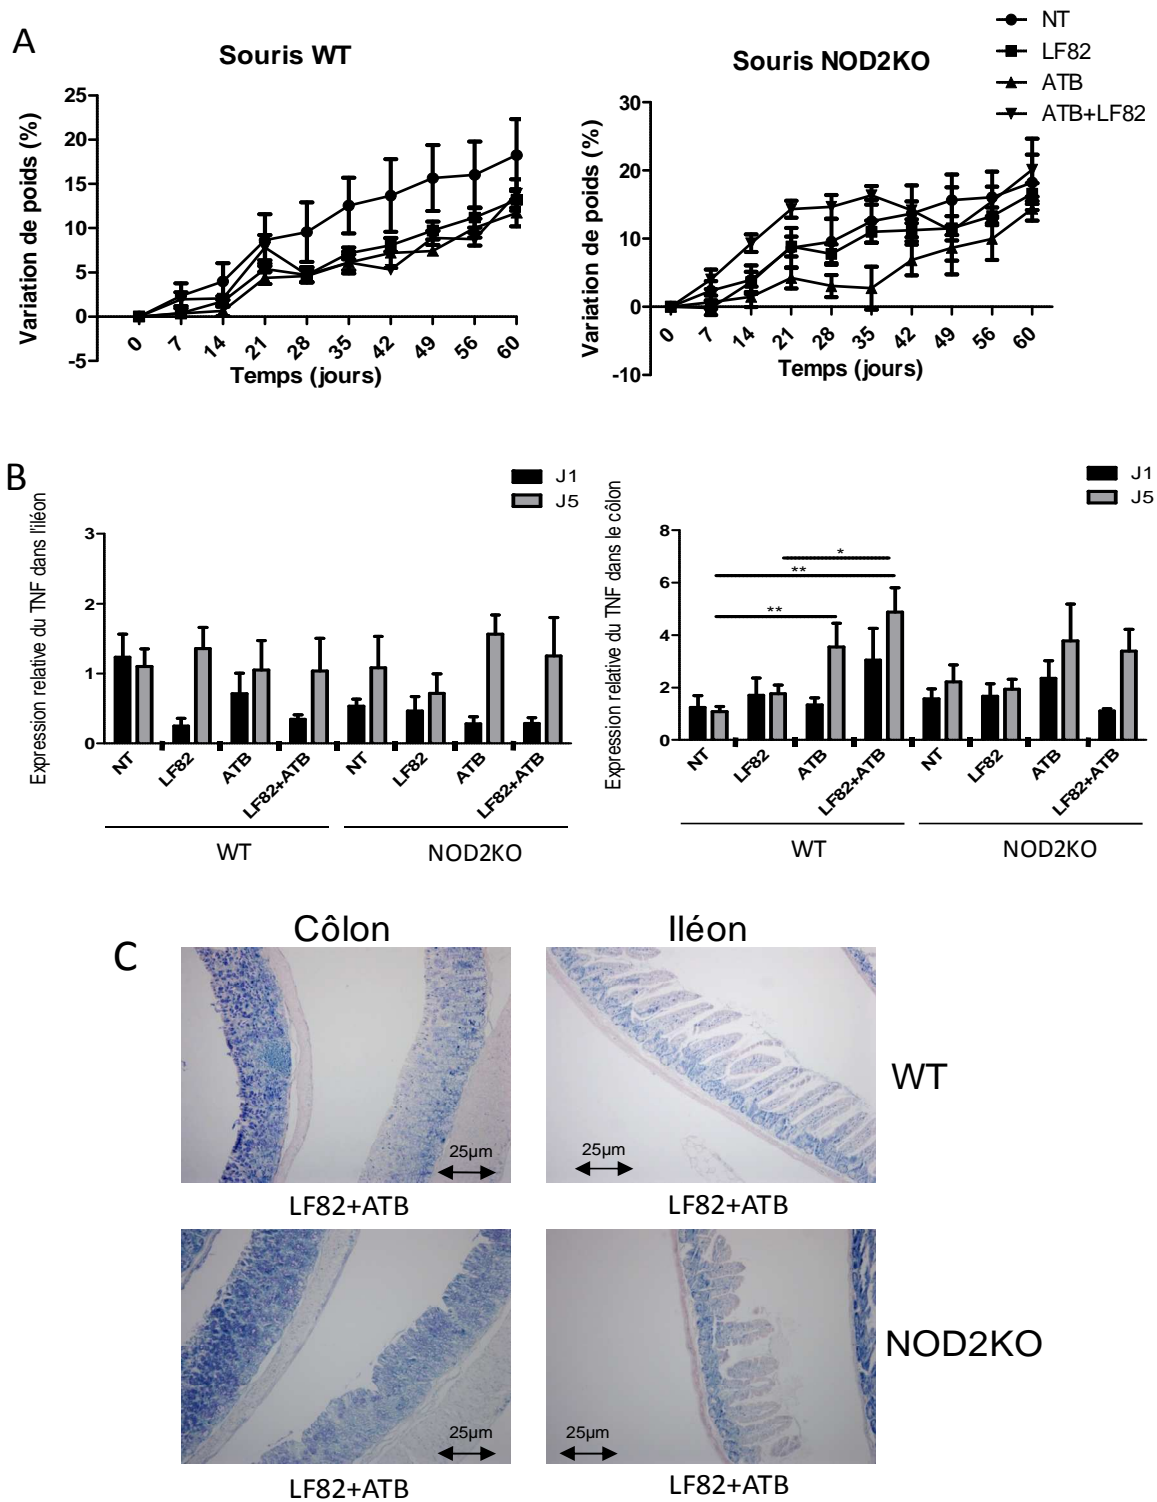 A
Souris WT
Variation de poids (%)
25
20
15
10
5
0
-5
0 7 14 21 28 35 42 49 56 60
Temps (jours)
Souris NOD2KO
Variation de poids (%)
30
20
10
0
-10
0 7 14 21 28 35 42 49 56 60
Temps (jours)
NT
LF82
ATB
ATB+LF82
B
J1
J5
Expression relative du TNF dans l'iléon
3
2
1
0
NT LF82 ATB LF82+ATB NT LF82 ATB LF82+ATB
WT NOD2KO
J1
J5
Expression relative du TNF dans le côlon
8
6
4
2
0
*
**
**
NT LF82 ATB LF82+ATB NT LF82 ATB LF82+ATB
WT NOD2KO
C
Côlon Iléon
25µm 25µm
WT
LF82+ATB LF82+ATB
25µm 25µm
NOD2KO
LF82+ATB LF82+ATB